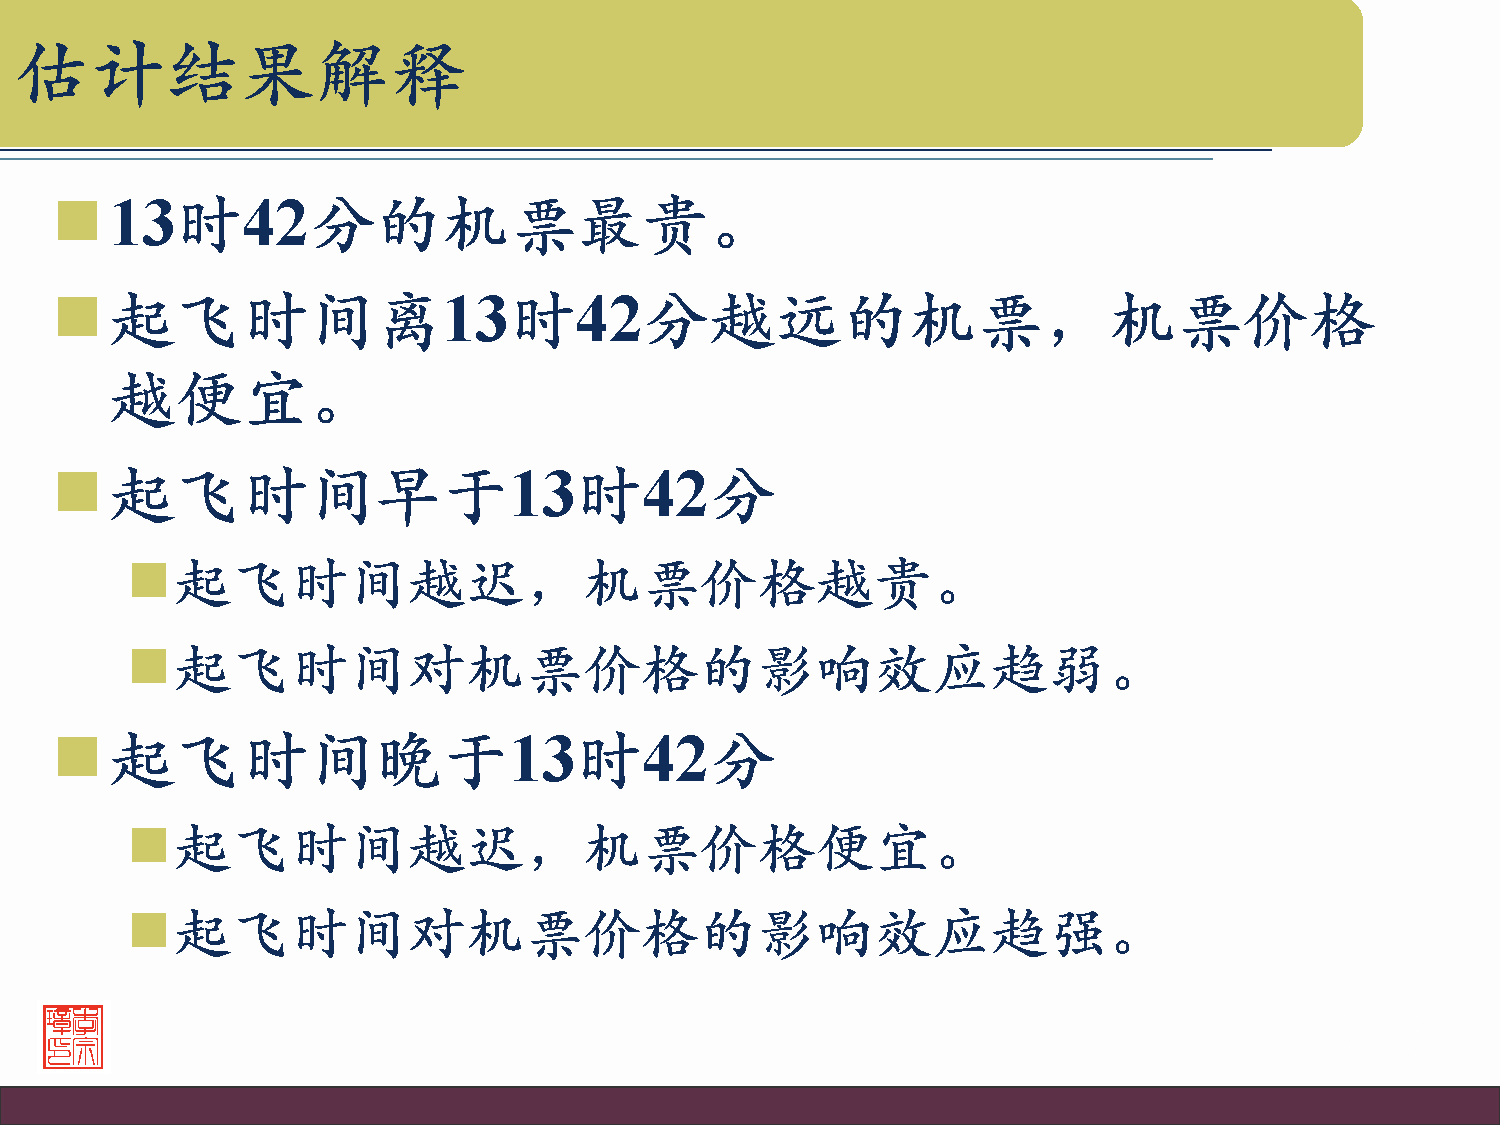 估计结果解释
13时42分的机票最贵。
起飞时间离13时42分越远的机票，机票价格
越便宜。
起飞时间早于13时42分
起飞时间越迟，机票价格越贵。
起飞时间对机票价格的影响效应趋弱。
起飞时间晚于13时42分
起飞时间越迟，机票价格便宜。
起飞时间对机票价格的影响效应趋强。
李宗璋印